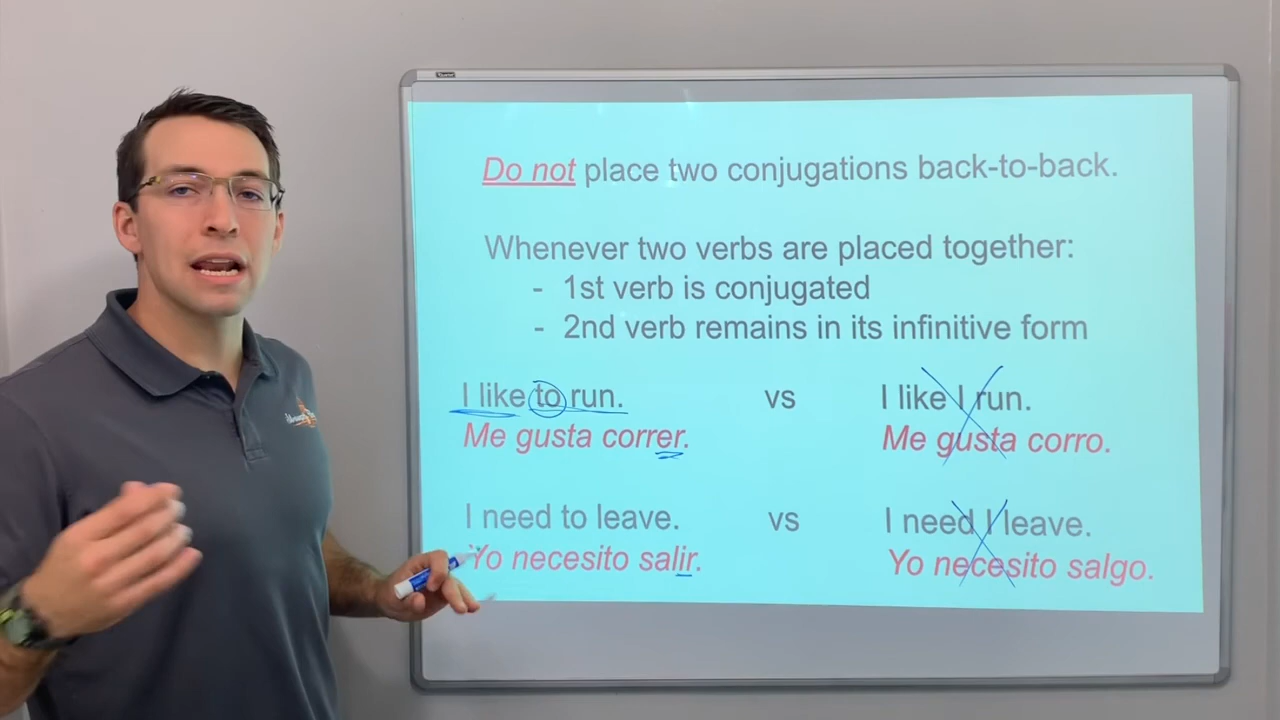 Do not place two conjugations back-to-back.
Whenever two verbs are placed together:
- 1st verb is conjugated
- 2nd verb remains in its infinitive form
I like to run. vs I like I run.
Me gusta correr. Me gusta corro.
I need to leave. vs I need I leave.
Yo necesito salir. Yo necesito salgo.